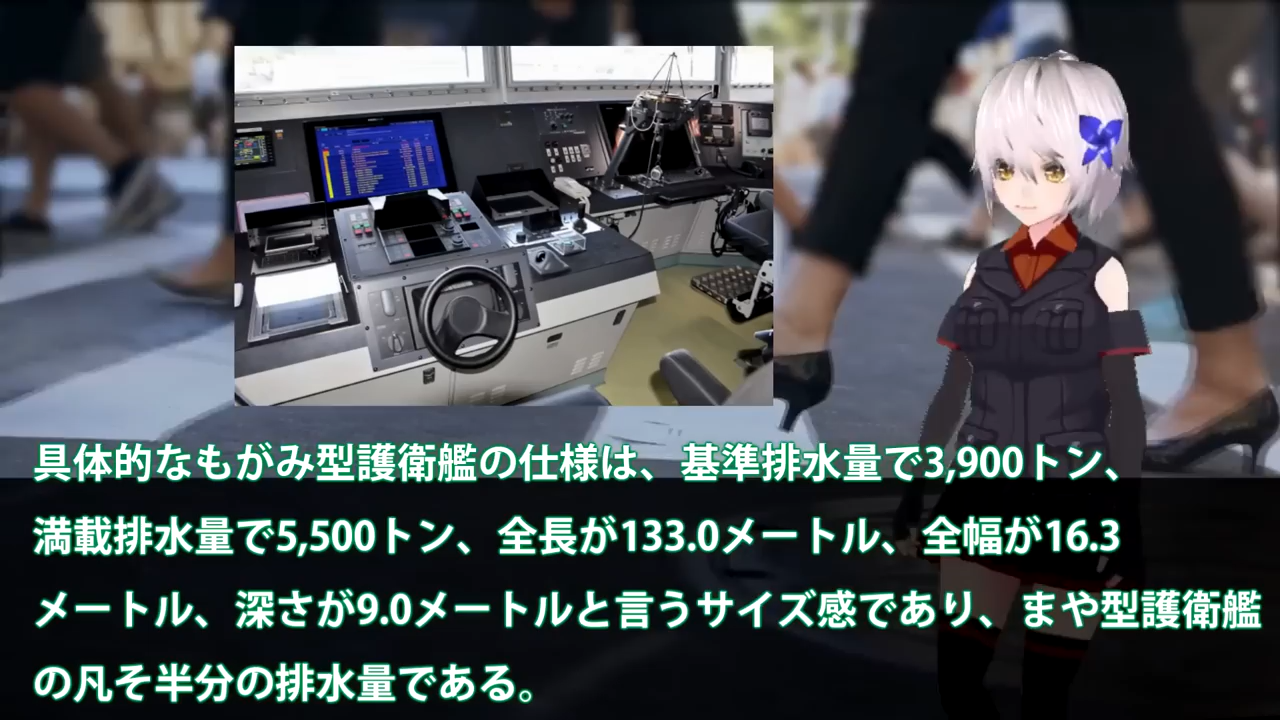 具体的なもがみ型護衛艦の仕様は、基準排水量で3,900トン、
満載排水量で5,500トン、全長が133.0メートル、全幅が16.3
メートル、深さが9.0メートルと言うサイズ感であり、まや型護衛艦
の凡そ半分の排水量である。